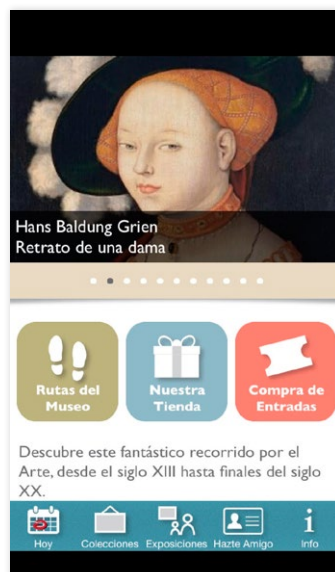 Hans Baldung Grien
Retrato de una dama
Rutas del
Museo
Nuestra
Tienda
Compra de
Entradas
Descubre este fantástico recorrido por el
Arte, desde el siglo XIII hasta finales del siglo
XX.
Hoy
Colecciones
Exposiciones
Hazte Amigo
Info